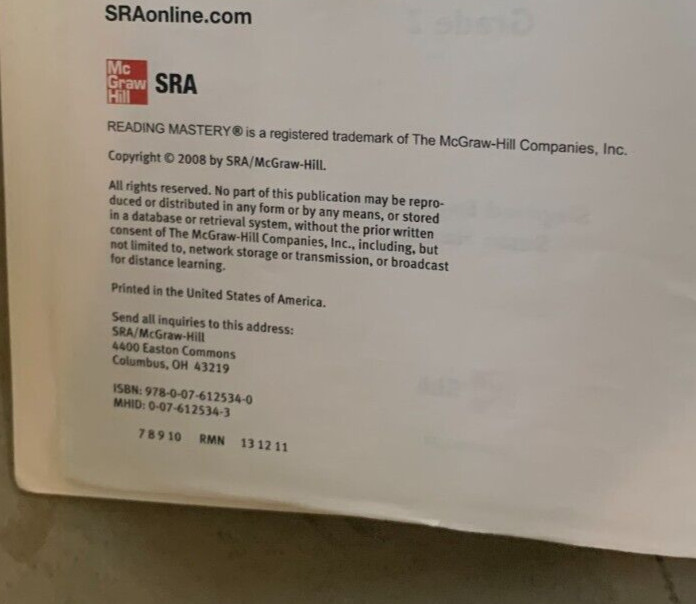 SRAonline.com
Mc
Graw
Hill
SRA
READING MASTERY® is a registered trademark of The McGraw-Hill Companies, Inc.
Copyright © 2008 by SRA/McGraw-Hill.
All rights reserved. No part of this publication may be repro-
duced or distributed in any form or by any means, or stored
in a database or retrieval system, without the prior written
consent of The McGraw-Hill Companies, Inc., including, but
not limited to, network storage or transmission, or broadcast
for distance learning.
Printed in the United States of America.
Send all inquiries to this address:
SRA/McGraw-Hill
4400 Easton Commons
Columbus, OH 43219
ISBN: 978-0-07-612534-0
MHID: 0-07-612534-3
7 8 9 10 RMN 13 12 11